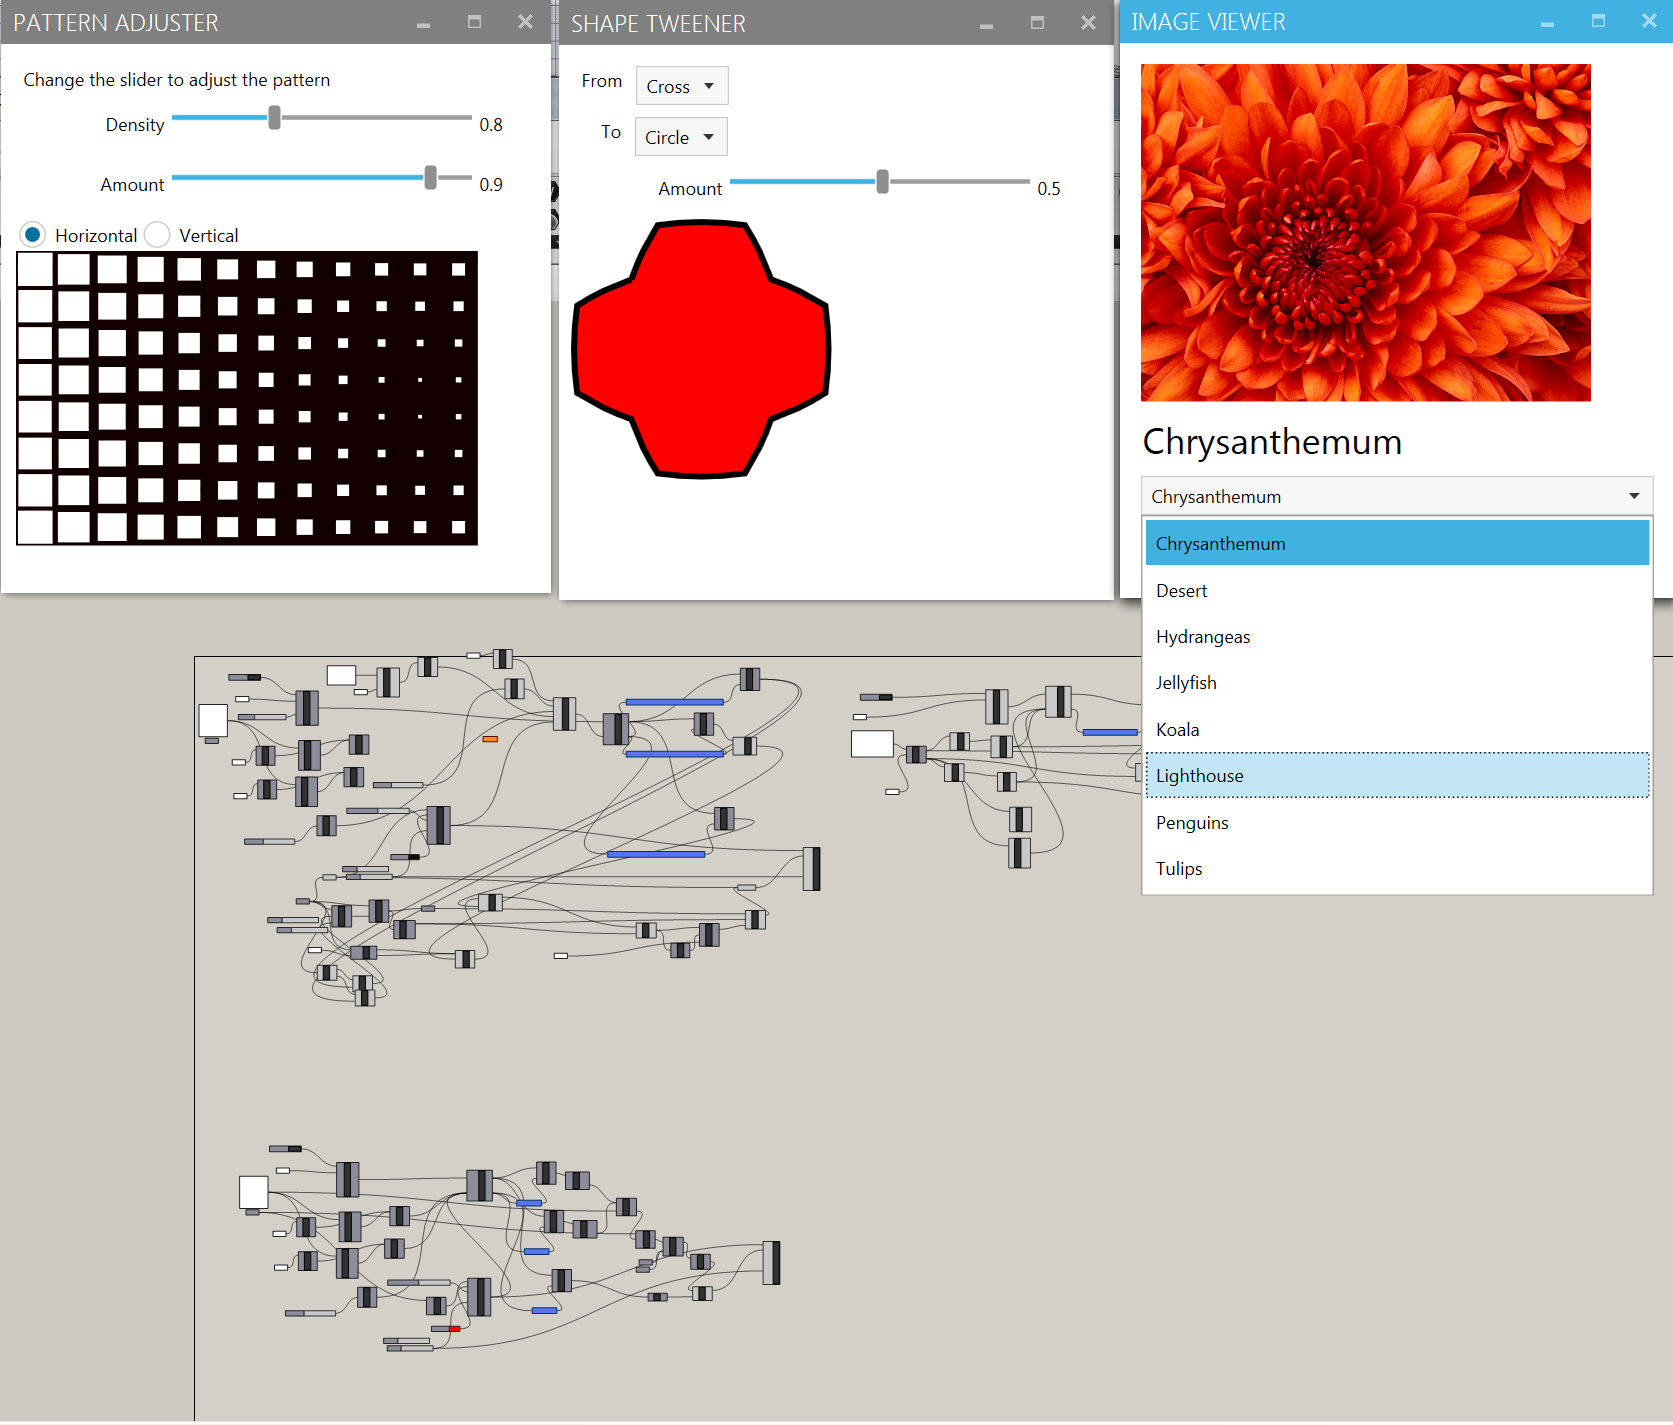 PATTERN ADJUSTER
Change the slider to adjust the pattern
Density 0.8
Amount 0.9
Horizontal Vertical
SHAPE TWEENER
From Cross
To Circle
Amount 0.5
IMAGE VIEWER
Chrysanthemum
Chrysanthemum
Chrysanthemum
Desert
Hydrangeas
Jellyfish
Koala
Lighthouse
Penguins
Tulips